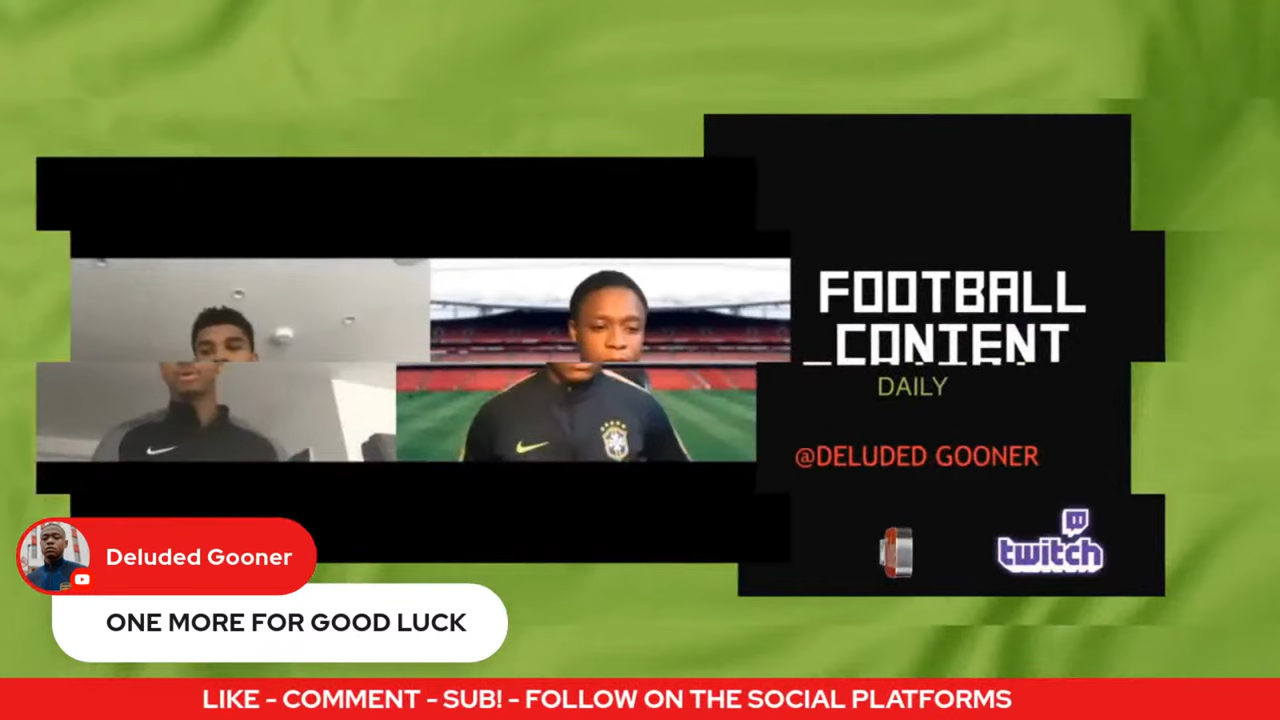 FOOTBALL
_CONTENT
DAILY
@DELUDED GOONER
twitch
Deluded Gooner
ONE MORE FOR GOOD LUCK
LIKE - COMMENT - SUB! - FOLLOW ON THE SOCIAL PLATFORMS